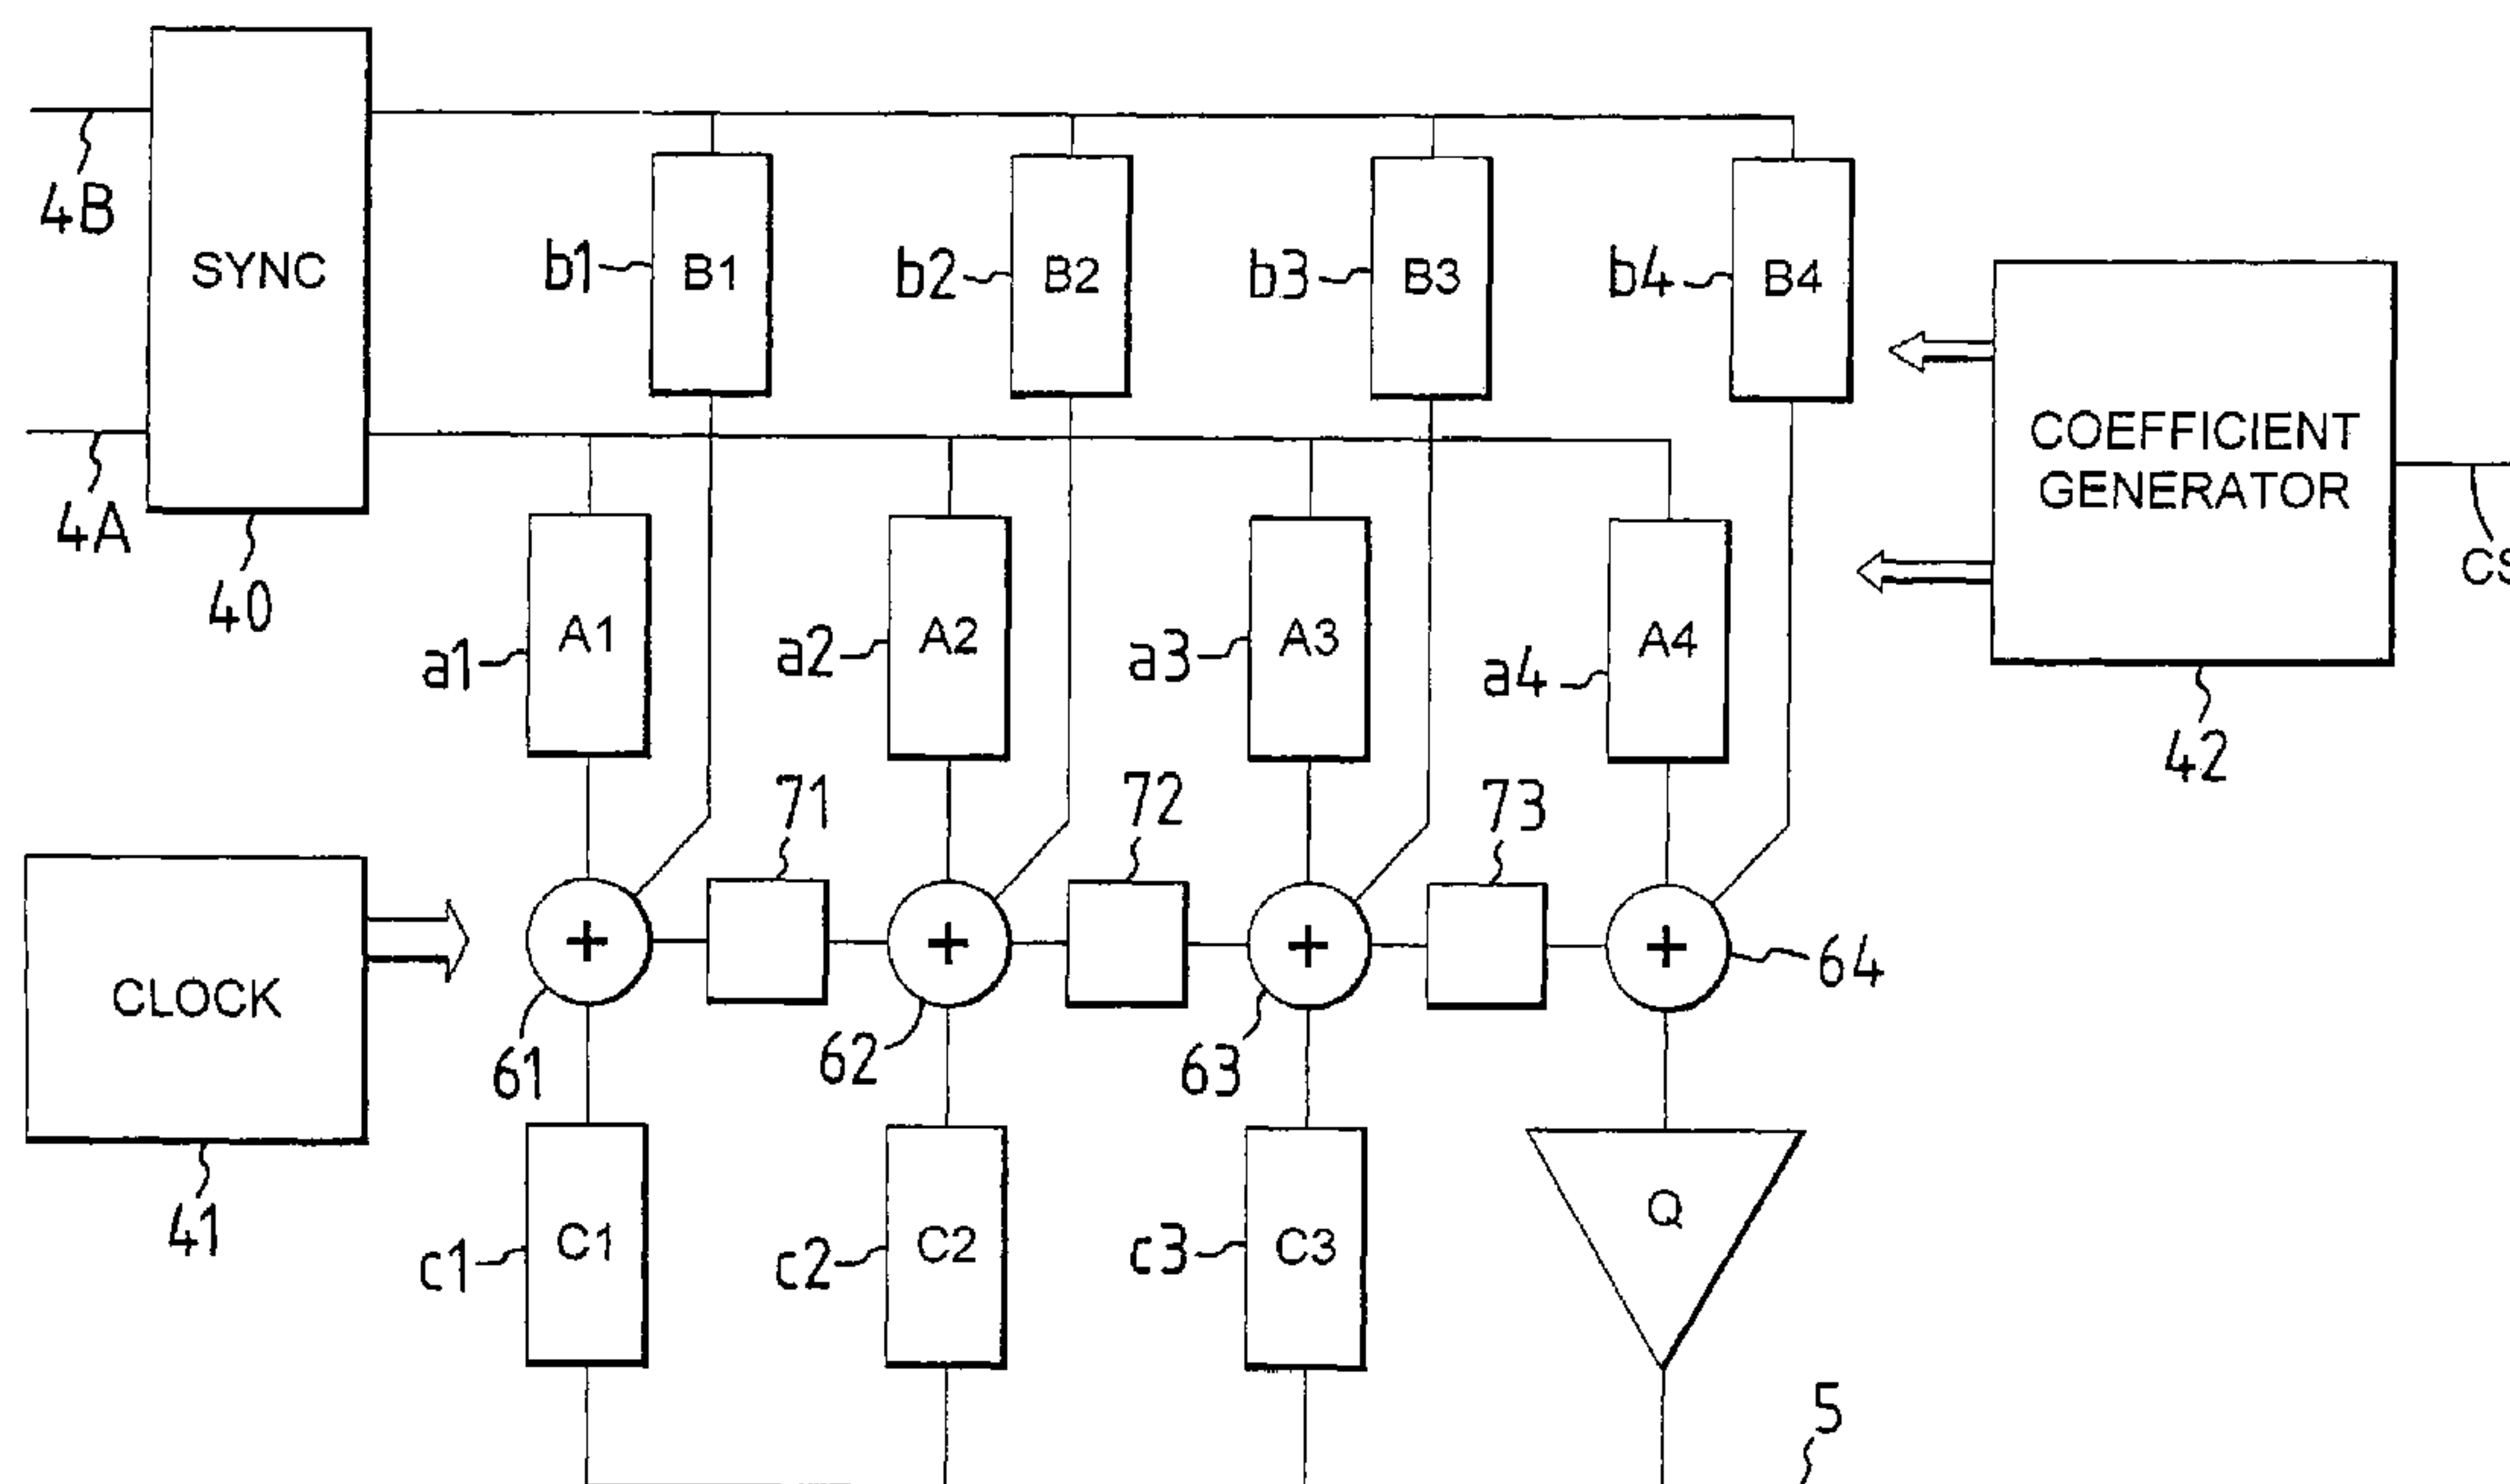 4B
SYNC
4A
40
b1
B1
b2
B2
b3
B3
b4
B4
COEFFICIENT
GENERATOR
CS
42
a1
A1
a2
A2
a3
A3
a4
A4
71
72
73
CLOCK
41
+
+
+
+
61
62
63
64
c1
C1
c2
C2
c3
C3
Q
5